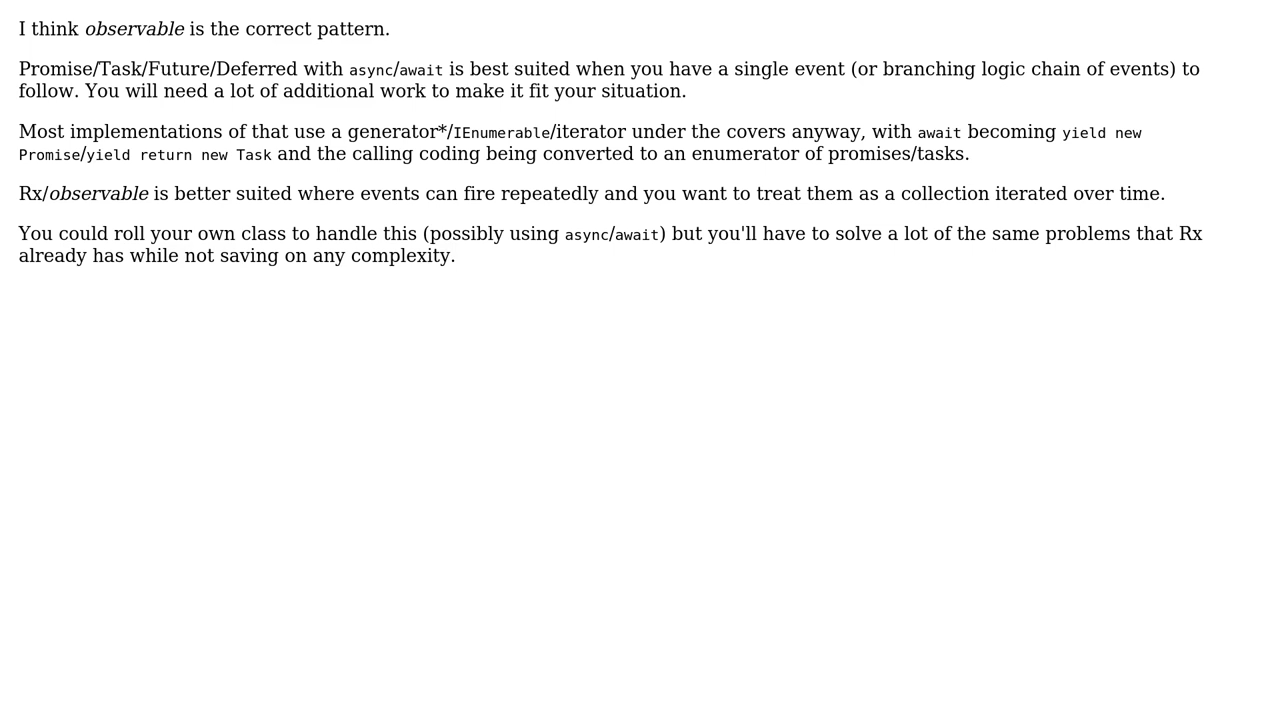 I think observable is the correct pattern.
Promise/Task/Future/Deferred with async/await is best suited when you have a single event (or branching logic chain of events) to
follow. You will need a lot of additional work to make it fit your situation.
Most implementations of that use a generator*/IEnumerable/iterator under the covers anyway, with await becoming yield new
Promise/yield return new Task and the calling coding being converted to an enumerator of promises/tasks.
Rx/observable is better suited where events can fire repeatedly and you want to treat them as a collection iterated over time.
You could roll your own class to handle this (possibly using async/await) but you'll have to solve a lot of the same problems that Rx
already has while not saving on any complexity.